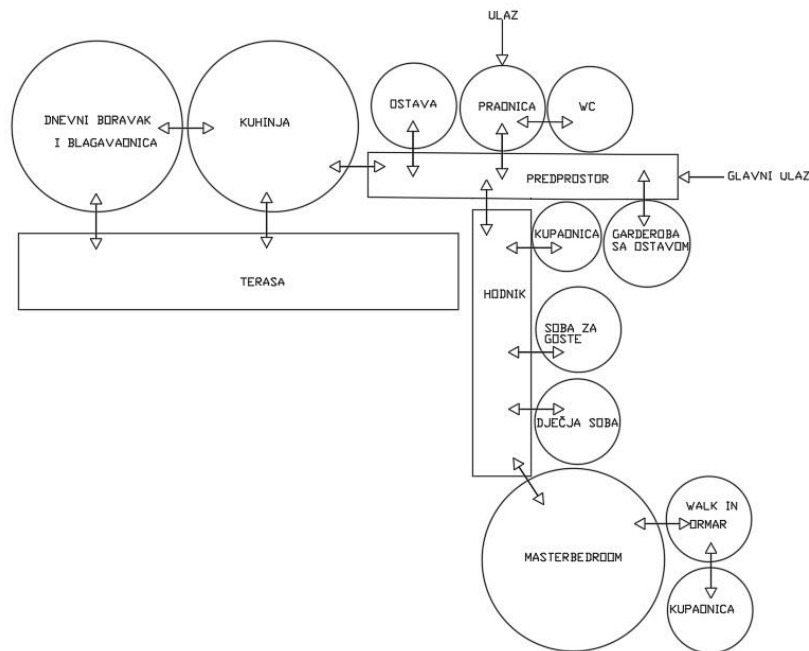 ULAZ
DNEVNI BORAVAK
I BLAGAVAONICA
KUHINJA
OSTAVA
PRAONICA
WC
PREDPROSTOR
GLAVNI ULAZ
KUPAONICA
GARDEROBA
SA OSTAVOM
TERASA
HODNIK
SOBA ZA
GOSTE
DJEČJA SOBA
MASTERBEDROOM
WALK IN
ORMAR
KUPAONICA